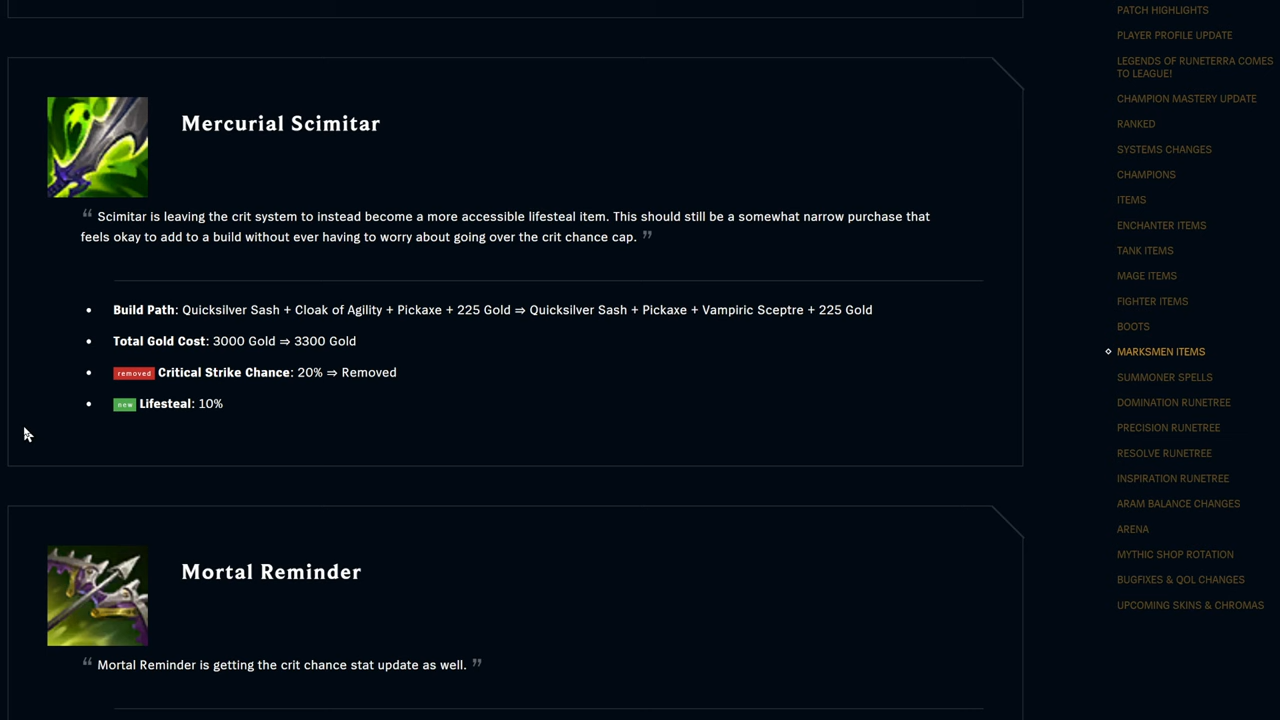 Mercurial Scimitar
“ Scimitar is leaving the crit system to instead become a more accessible lifesteal item. This should still be a somewhat narrow purchase that
feels okay to add to a build without ever having to worry about going over the crit chance cap. ”
• Build Path: Quicksilver Sash + Cloak of Agility + Pickaxe + 225 Gold ⇒ Quicksilver Sash + Pickaxe + Vampiric Sceptre + 225 Gold
• Total Gold Cost: 3000 Gold ⇒ 3300 Gold
• removed Critical Strike Chance: 20% ⇒ Removed
• new Lifesteal: 10%
Mortal Reminder
“ Mortal Reminder is getting the crit chance stat update as well. ”
PATCH HIGHLIGHTS
PLAYER PROFILE UPDATE
LEGENDS OF RUNETERRA COMES
TO LEAGUE!
CHAMPION MASTERY UPDATE
RANKED
SYSTEMS CHANGES
CHAMPIONS
ITEMS
ENCHANTER ITEMS
TANK ITEMS
MAGE ITEMS
FIGHTER ITEMS
BOOTS
MARKSMEN ITEMS
SUMMONER SPELLS
DOMINATION RUNETREE
PRECISION RUNETREE
RESOLVE RUNETREE
INSPIRATION RUNETREE
ARAM BALANCE CHANGES
ARENA
MYTHIC SHOP ROTATION
BUGFIXES & QOL CHANGES
UPCOMING SKINS & CHROMAS